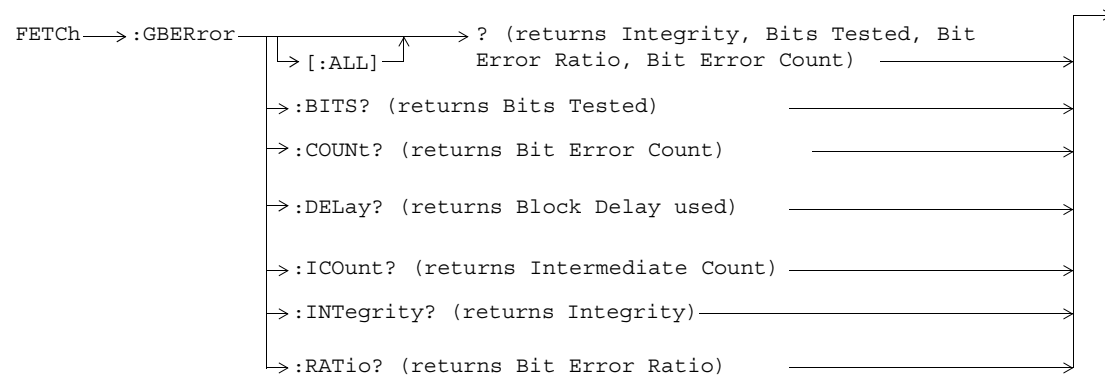 FETCh :GBERror ? (returns Integrity, Bits Tested, Bit
[:ALL] Error Ratio, Bit Error Count)
:BITS? (returns Bits Tested)
:COUNt? (returns Bit Error Count)
:DELay? (returns Block Delay used)
:ICOunt? (returns Intermediate Count)
:INTegrity? (returns Integrity)
:RATio? (returns Bit Error Ratio)